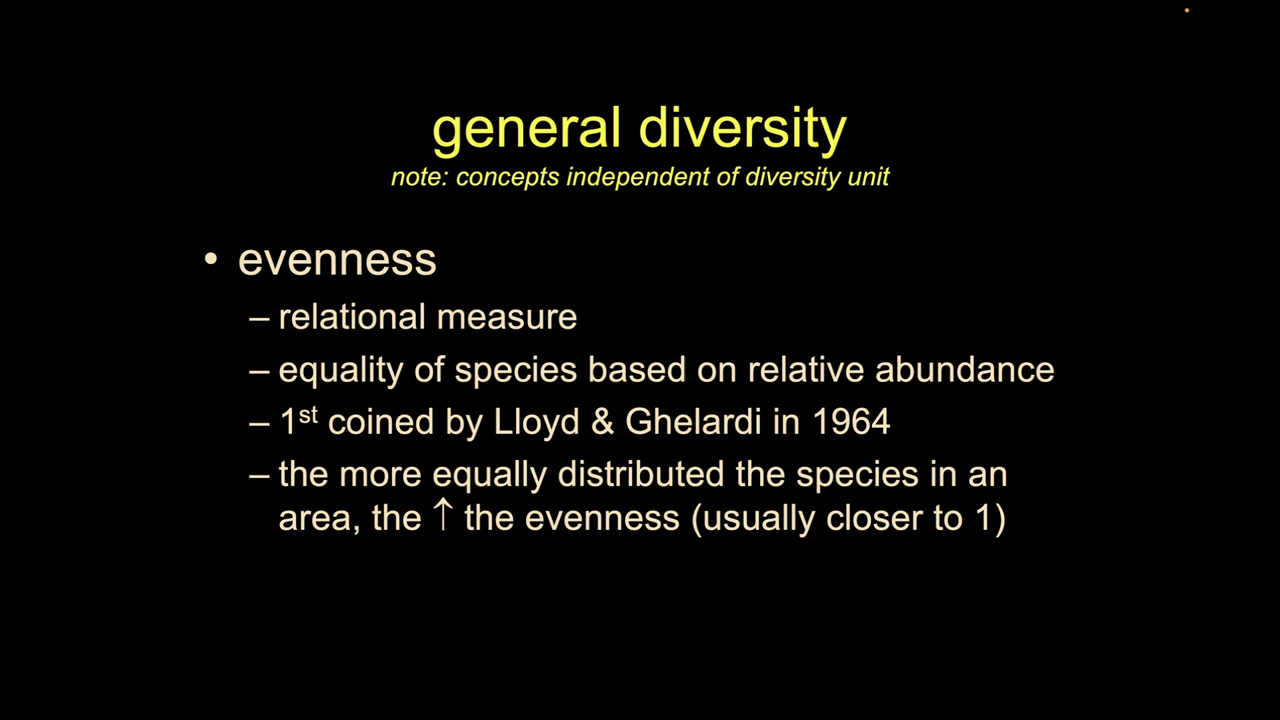 general diversity
note: concepts independent of diversity unit
• evenness
– relational measure
– equality of species based on relative abundance
– 1st coined by Lloyd & Ghelardi in 1964
– the more equally distributed the species in an
area, the ↑ the evenness (usually closer to 1)